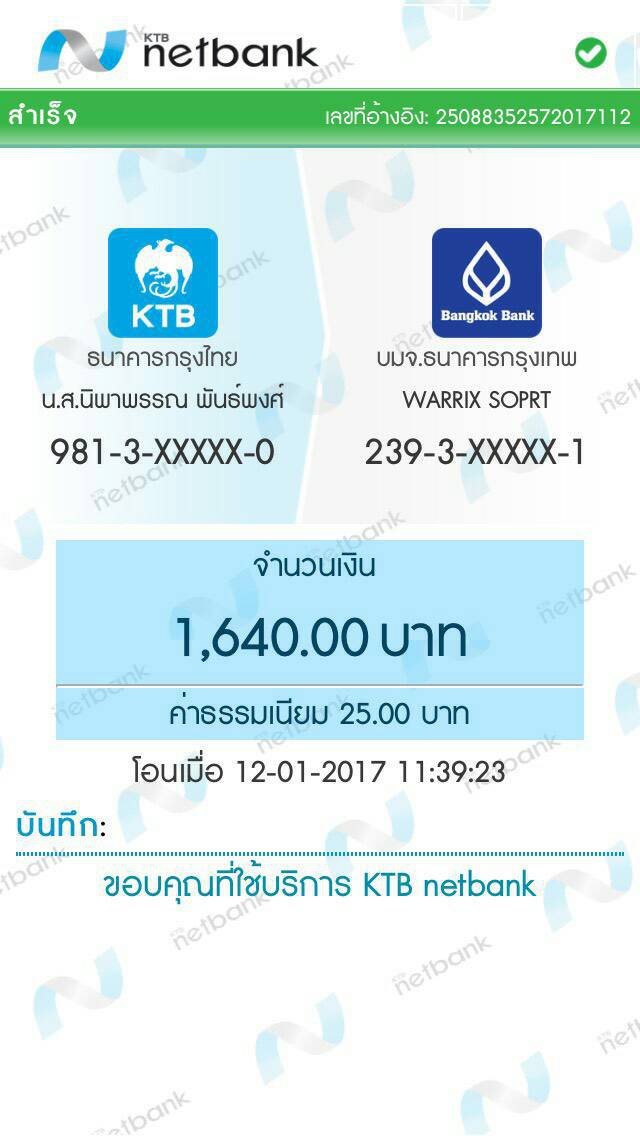 KTB
netbank
สำเร็จ
เลขที่อ้างอิง: 25088352572017112
KTB
Bangkok Bank
ธนาคารกรุงไทย
บมจ.ธนาคารกรุงเทพ
น.ส.นิพาพรรณ พันธ์พงศ์
WARRIX SOPRT
981-3-XXXXX-0
239-3-XXXXX-1
จำนวนเงิน
1,640.00 บาท
ค่าธรรมเนียม 25.00 บาท
โอนเมื่อ 12-01-2017 11:39:23
บันทึก:
ขอบคุณที่ใช้บริการ KTB netbank